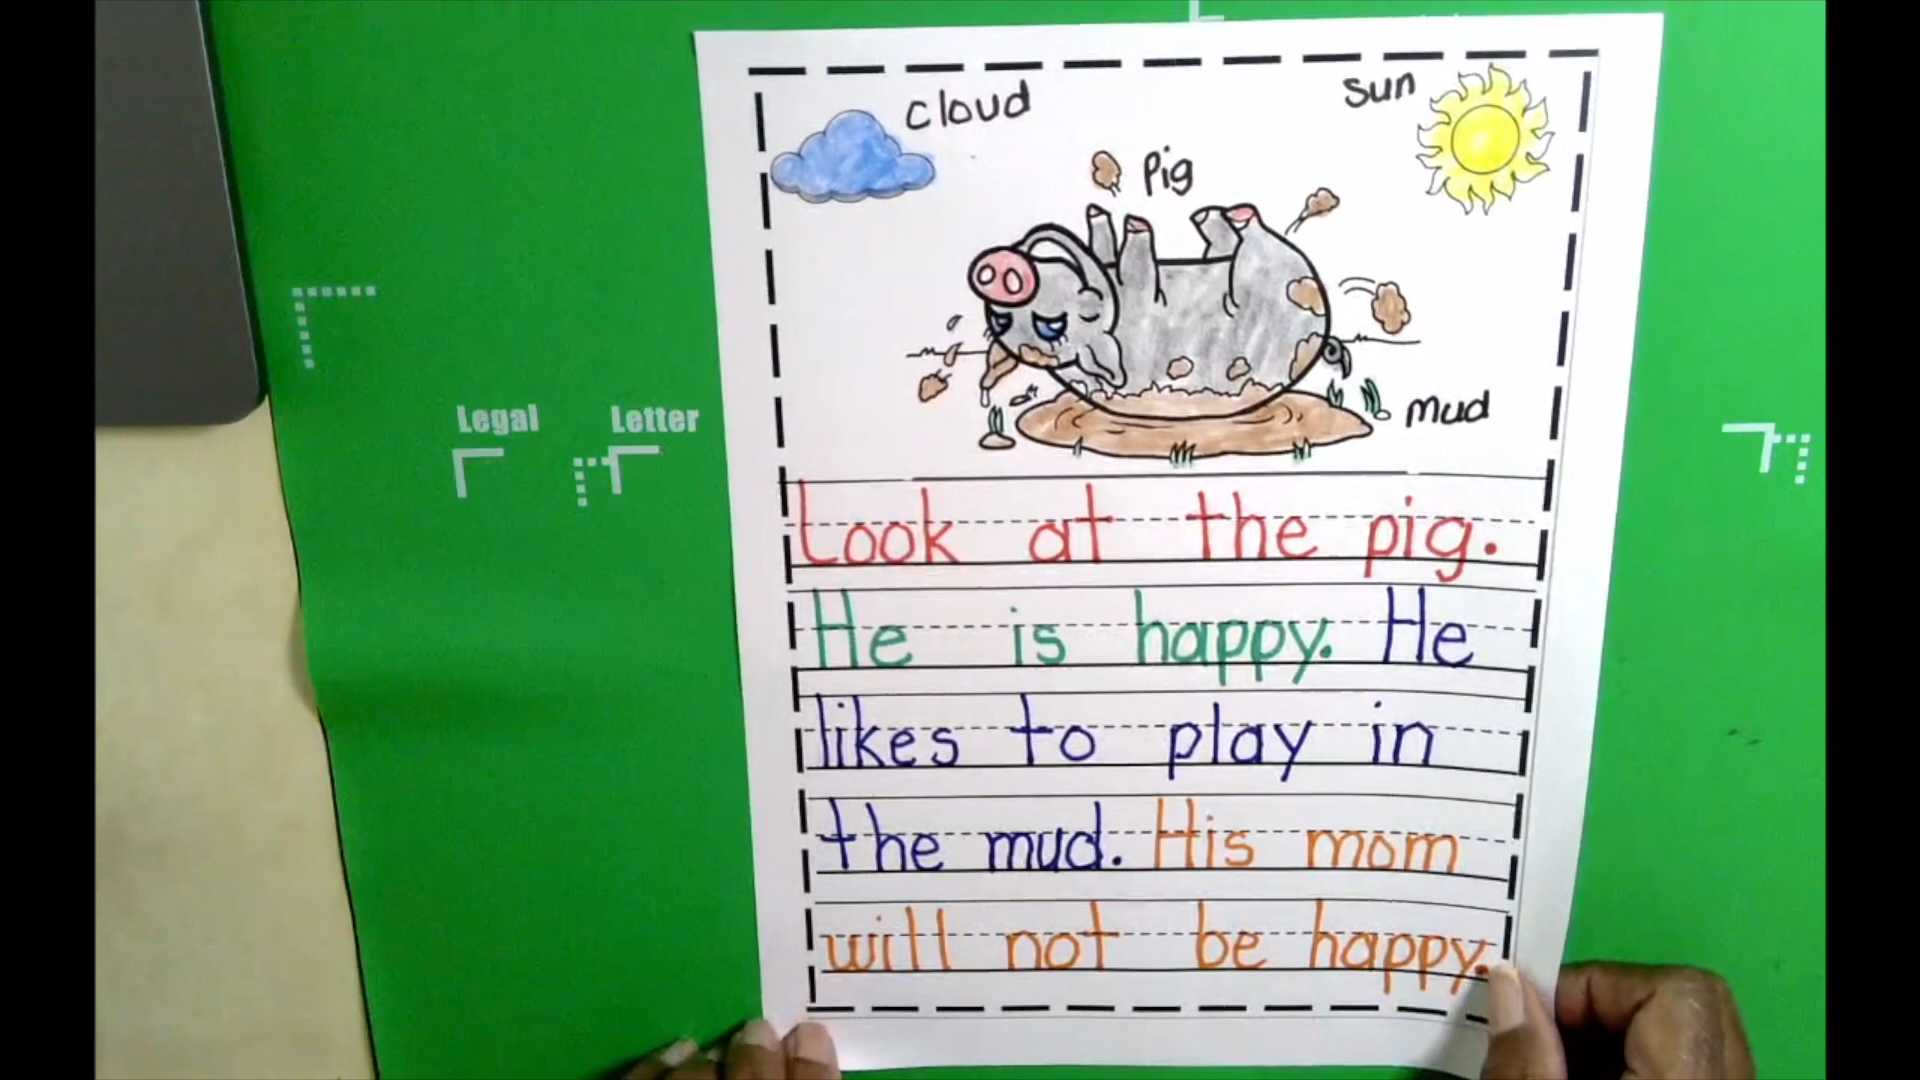 cloud
sun
pig
mud
Legal
Letter
Look at the pig.
He is happy. He
likes to play in
the mud. His mom
will not be happy.